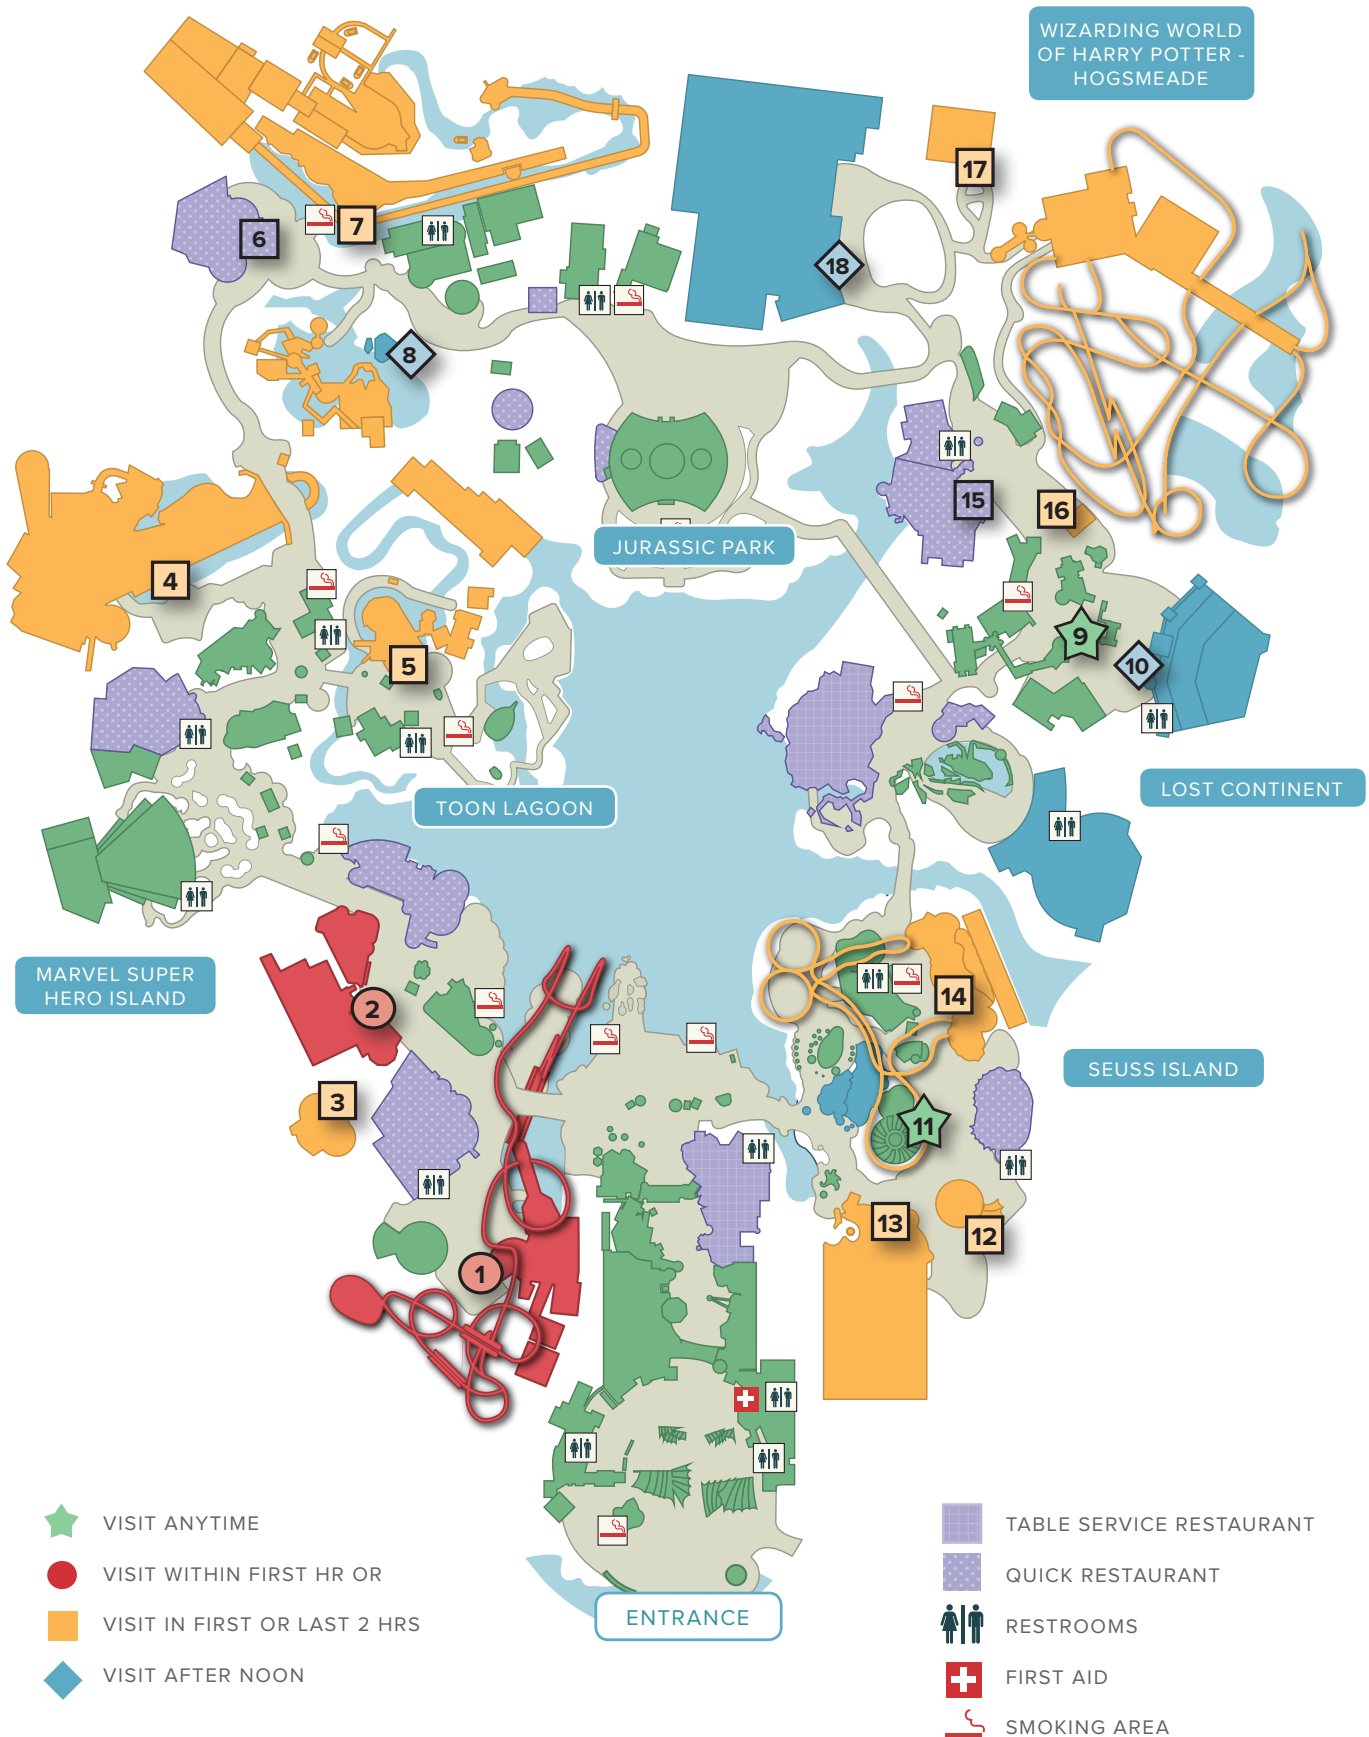 WIZARDING WORLD
OF HARRY POTTER -
HOGSMEADE
17
7
6
18
8
15
16
JURASSIC PARK
4
9
5
10
LOST CONTINENT
TOON LAGOON
MARVEL SUPER
HERO ISLAND
2
14
SEUSS ISLAND
3
11
13
12
1
VISIT ANYTIME
VISIT WITHIN FIRST HR OR
VISIT IN FIRST OR LAST 2 HRS
VISIT AFTER NOON
ENTRANCE
TABLE SERVICE RESTAURANT
QUICK RESTAURANT
RESTROOMS
FIRST AID
SMOKING AREA